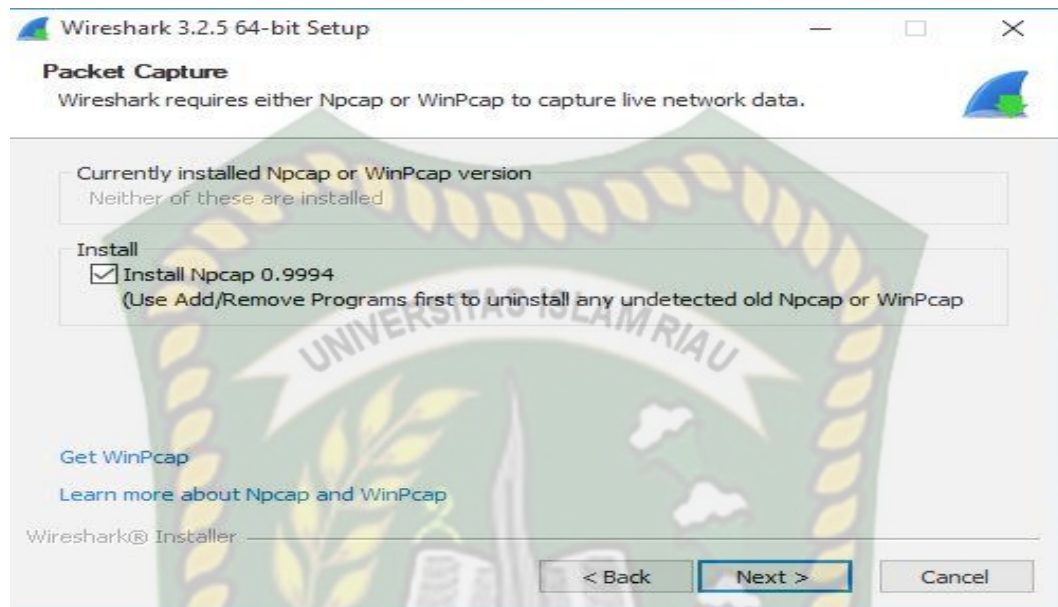 Wireshark 3.2.5 64-bit Setup
Packet Capture
Wireshark requires either Npcap or WinPcap to capture live network data.
Currently installed Npcap or WinPcap version
Neither of these are installed
Install
Install Npcap 0.9994
(Use Add/Remove Programs first to uninstall any undetected old Npcap or WinPcap
UNIVERSITAS ISLAM RIAU
Get WinPcap
Learn more about Npcap and WinPcap
Wireshark® Installer
< Back Next > Cancel